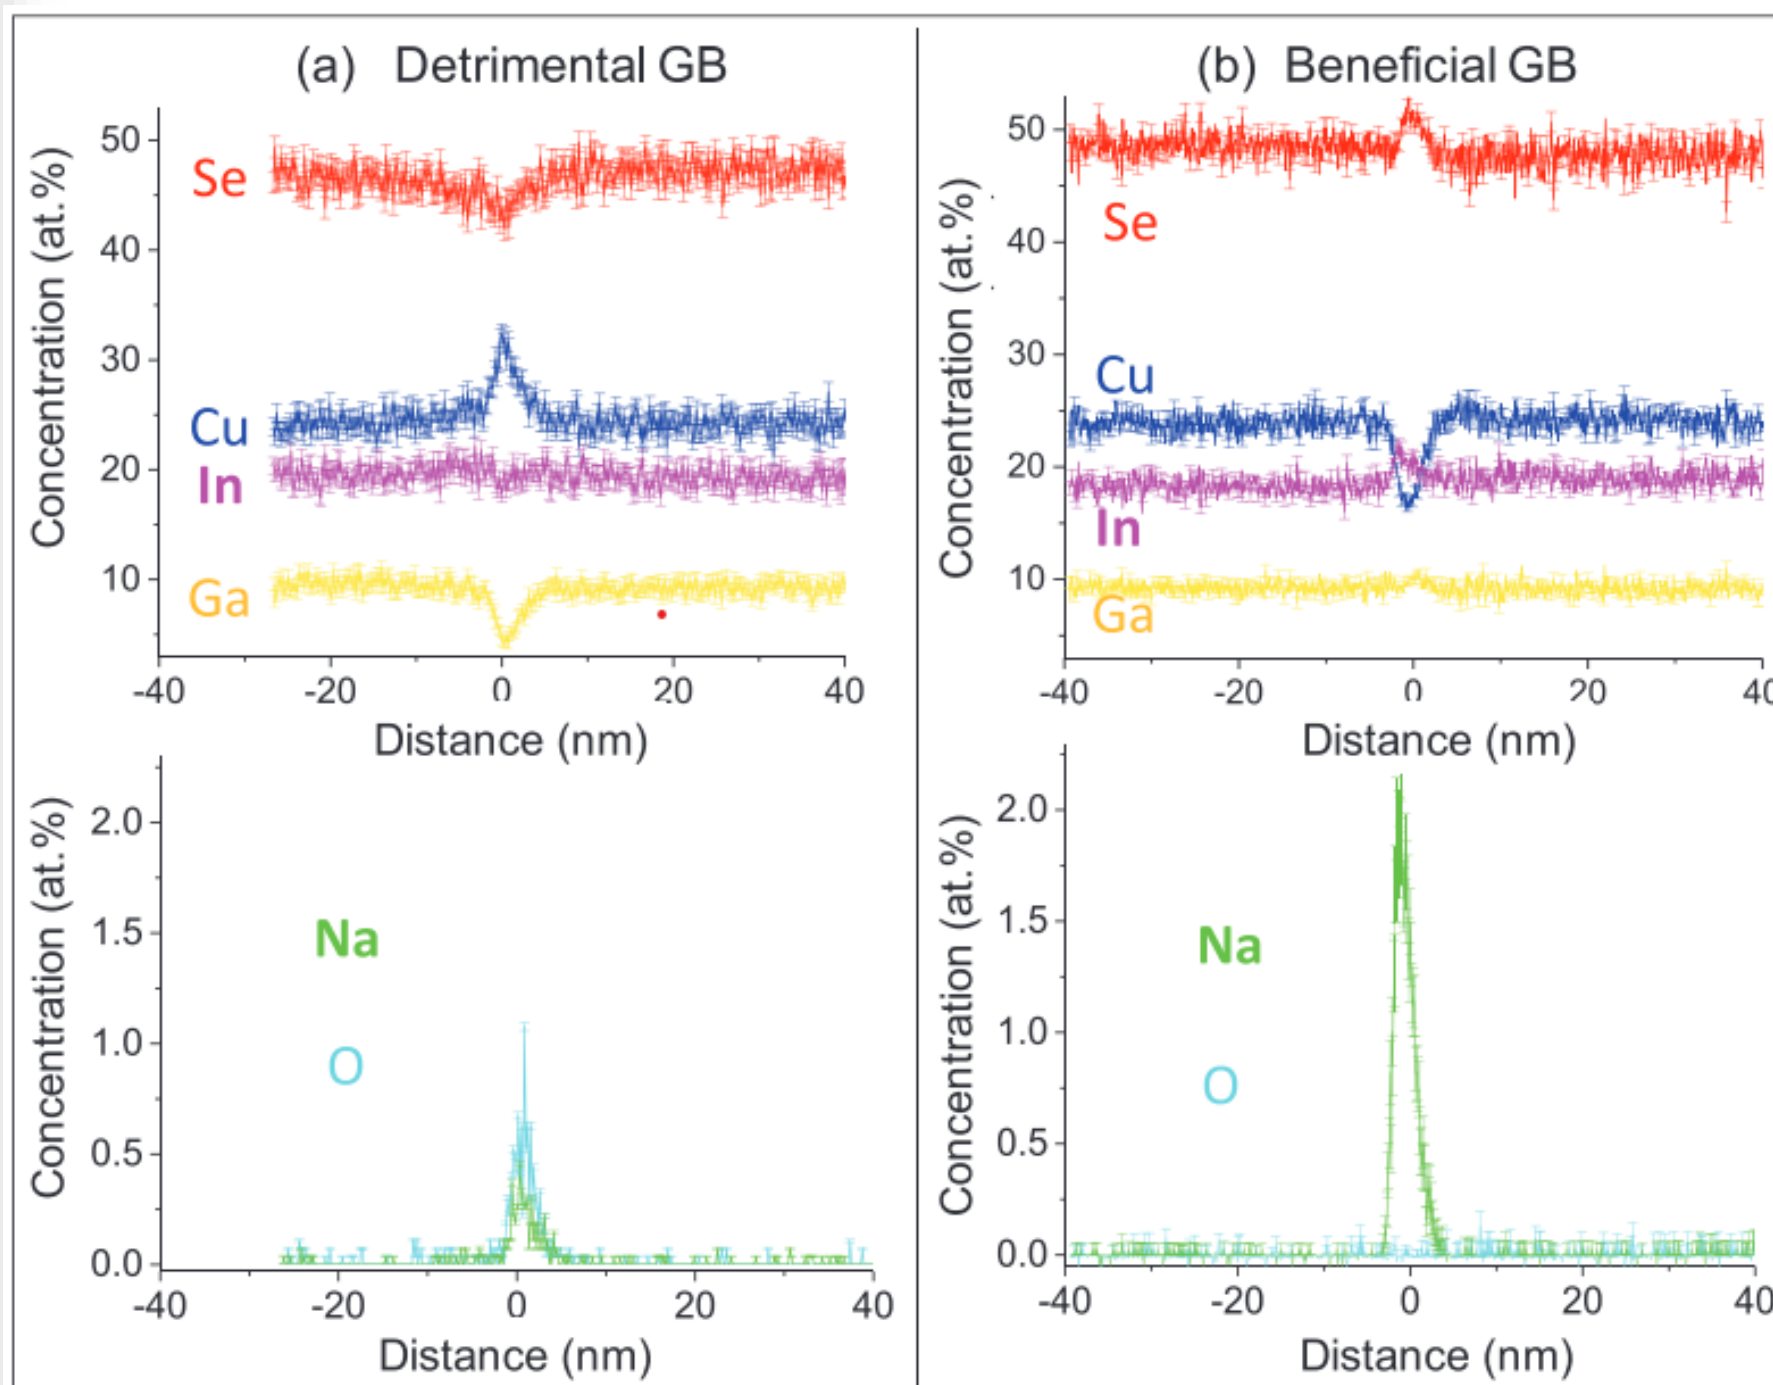 (a) Detrimental GB
Concentration (at.%)
50
40
30
20
10
Se
Cu
In
Ga
-40 -20 0 20 40
Distance (nm)
Concentration (at.%)
2.0
1.5
1.0
0.5
0.0
Na
O
-40 -20 0 20 40
Distance (nm)
(b) Beneficial GB
Concentration (at.%)
50
40
30
20
10
Se
Cu
In
Ga
-40 -20 0 20 40
Distance (nm)
Concentration (at.%)
2.0
1.5
1.0
0.5
0.0
Na
O
-40 -20 0 20 40
Distance (nm)